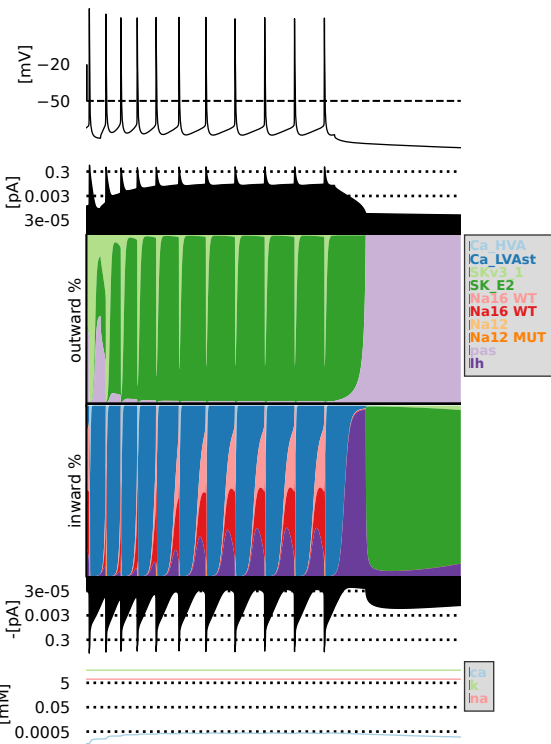 [mV]
−20
−50
[pA]
0.3
0.003
3e-05
outward %
Ca_HVA
Ca_LVAst
SKv3_1
SK_E2
Na16 WT
Na16 WT
Na12
Na12 MUT
pas
Ih
inward %
-[pA]
3e-05
0.003
0.3
[mM]
5
0.05
0.0005
ca
k
na